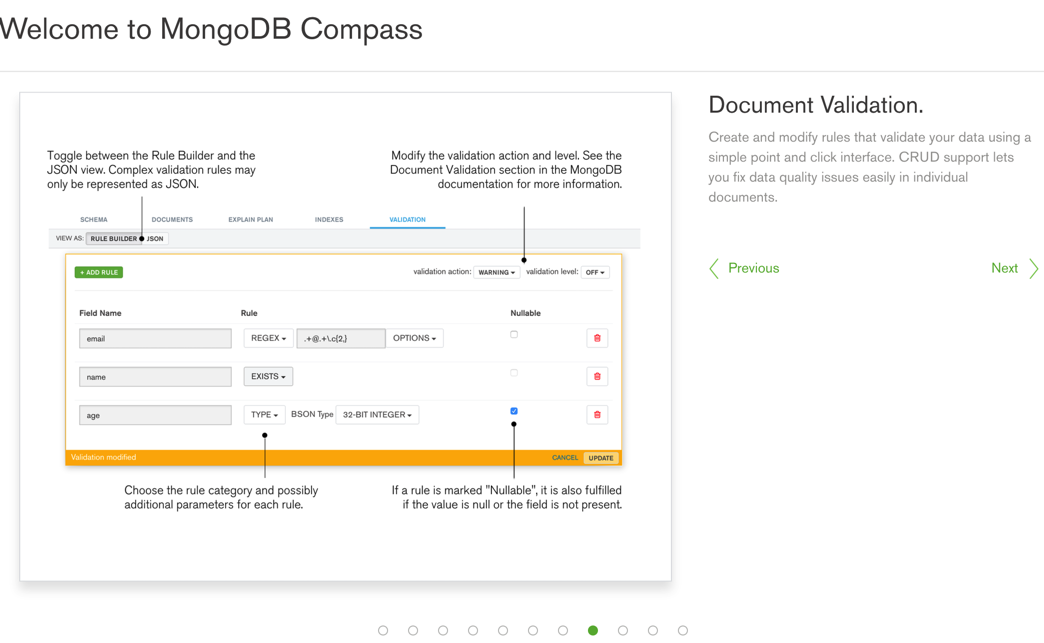 Welcome to MongoDB Compass
Toggle between the Rule Builder and the
JSON view. Complex validation rules may
only be represented as JSON.
Modify the validation action and level. See the
Document Validation section in the MongoDB
documentation for more information.
SCHEMA DOCUMENTS EXPLAIN PLAN INDEXES VALIDATION
VIEW AS: RULE BUILDER JSON
+ ADD RULE validation action: WARNING validation level: OFF
Field Name Rule Nullable
email REGEX .+@.+\.c{2,} OPTIONS
name EXISTS
age TYPE BSON Type 32-BIT INTEGER
Validation modified CANCEL UPDATE
Choose the rule category and possibly
additional parameters for each rule.
If a rule is marked "Nullable", it is also fulfilled
if the value is null or the field is not present.
Document Validation.
Create and modify rules that validate your data using a
simple point and click interface. CRUD support lets
you fix data quality issues easily in individual
documents.
Previous Next